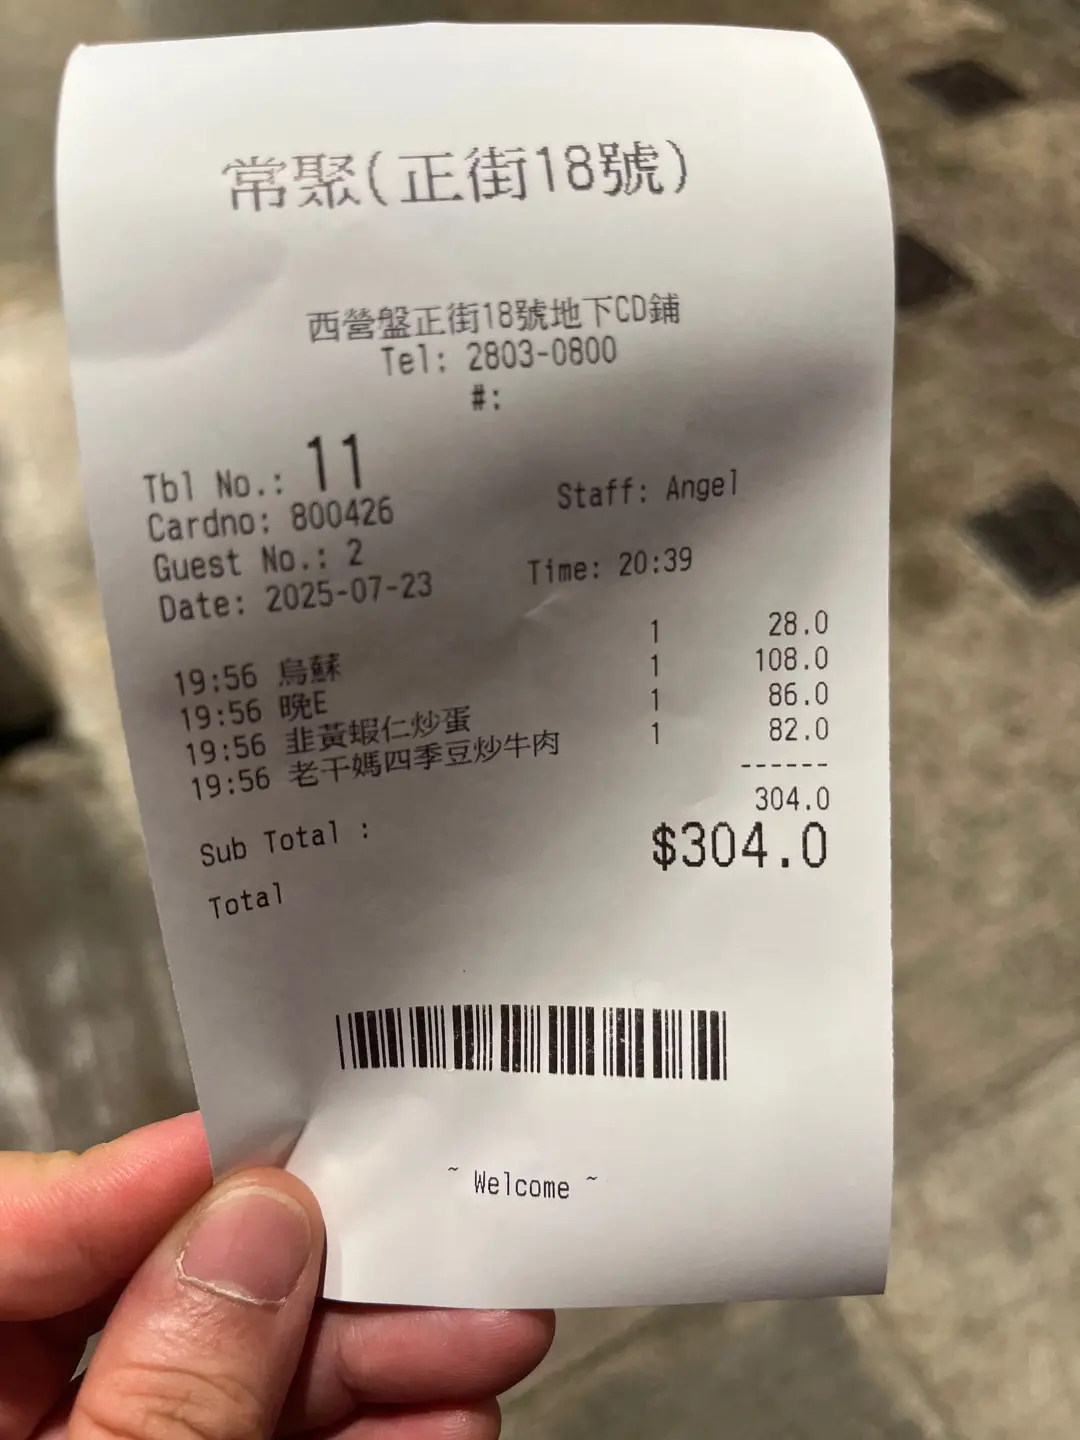 常聚(正街18號)
西營盤正街18號地下CD鋪
Tel: 2803-0800
#:
Tbl No.: 11
Cardno: 800426 Staff: Angel
Guest No.: 2
Date: 2025-07-23 Time: 20:39
19:56 烏蘇 1 28.0
19:56 晚E 1 108.0
19:56 韭黃蝦仁炒蛋 1 86.0
19:56 老干媽四季豆炒牛肉 1 82.0
------
Sub Total : 304.0
Total $304.0
~ Welcome ~